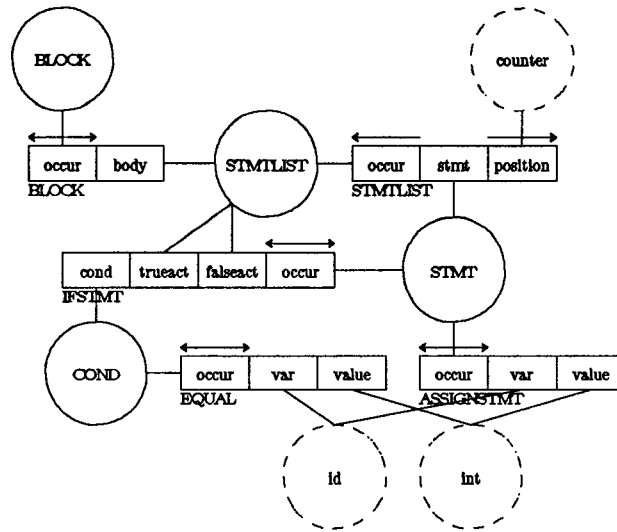 BLOCK
counter
occur body
BLOCK
STMTLIST
occur stmt position
STMTLIST
cond trueact falseact occur
IFSTMT
STMT
COND
occur var value
EQUAL
occur var value
ASSIGNSTMT
id
int